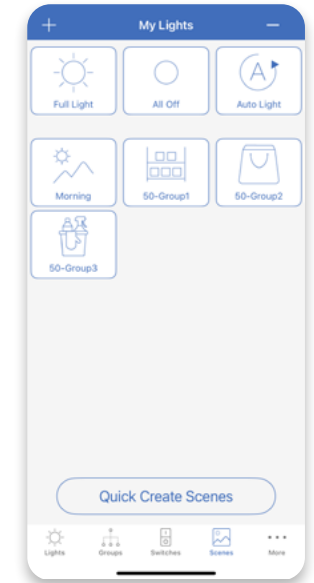 My Lights
Full Light
All Off
A
Auto Light
Morning
50-Group1
50-Group2
50-Group3
Quick Create Scenes
Lights
Groups
Switches
Scenes
More